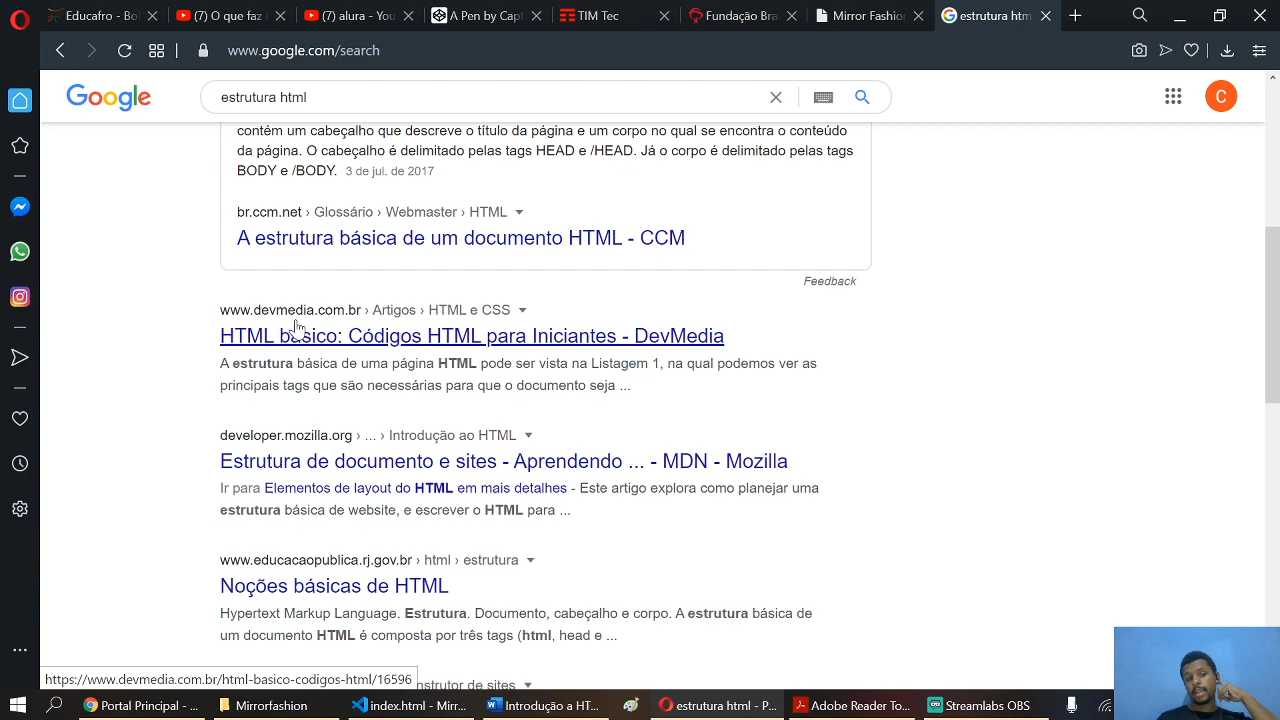 Educafro - Bol
(7) O que faz
(7) alura - You
A Pen by Capt
TIM Tec
Fundação Bra
Mirror Fashion
estrutura htm
www.google.com/search
Google
estrutura html
C
contém um cabeçalho que descreve o título da página e um corpo no qual se encontra o conteúdo
da página. O cabeçalho é delimitado pelas tags HEAD e /HEAD. Já o corpo é delimitado pelas tags
BODY e /BODY. 3 de jul. de 2017
br.ccm.net › Glossário › Webmaster › HTML
A estrutura básica de um documento HTML - CCM
Feedback
www.devmedia.com.br › Artigos › HTML e CSS
HTML básico: Códigos HTML para Iniciantes - DevMedia
A estrutura básica de uma página HTML pode ser vista na Listagem 1, na qual podemos ver as
principais tags que são necessárias para que o documento seja ...
developer.mozilla.org › ... › Introdução ao HTML
Estrutura de documento e sites - Aprendendo ... - MDN - Mozilla
Ir para Elementos de layout do HTML em mais detalhes - Este artigo explora como planejar uma
estrutura básica de website, e escrever o HTML para ...
www.educacaopublica.rj.gov.br › html › estrutura
Noções básicas de HTML
Hypertext Markup Language. Estrutura. Documento, cabeçalho e corpo. A estrutura básica de
um documento HTML é composta por três tags (html, head e ...
https://www.devmedia.com.br/html-basico-codigos-html/16596
nstrutor de sites
Portal Principal - ...
Mirrorfashion
index.html - Mirr...
Introdução a HT...
estrutura html - P...
Adobe Reader To...
Streamlabs OBS